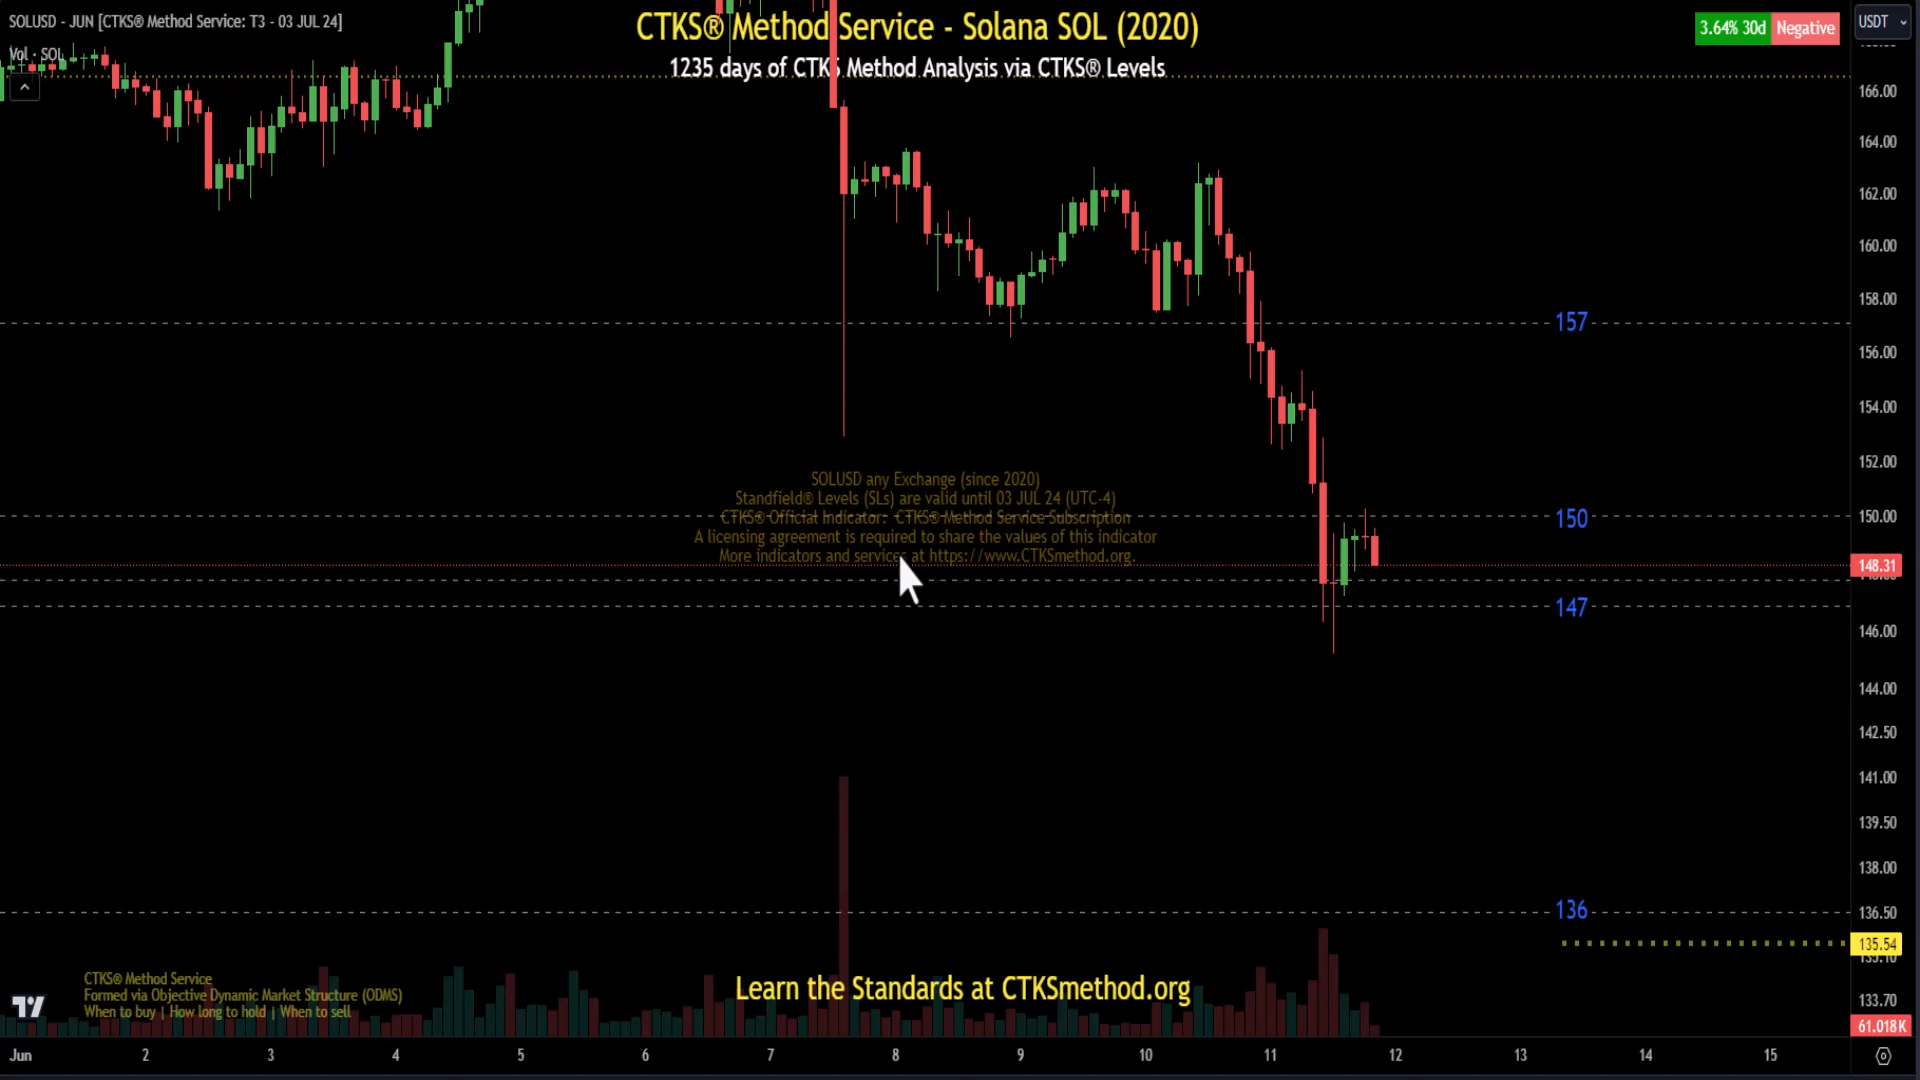 SOLUSD - JUN [CTKS® Method Service: T3 - 03 JUL 24]
Vol · SOL
CTKS® Method Service - Solana SOL (2020)
1235 days of CTKS Method Analysis via CTKS® Levels
3.64% 30d Negative
USDT
166.00
164.00
162.00
160.00
158.00
157
156.00
154.00
152.00
SOLUSD any Exchange (since 2020)
Standfield® Levels (SLs) are valid until 03 JUL 24 (UTC-4)
CTKS® Official Indicator: CTKS® Method Service Subscription
A licensing agreement is required to share the values of this indicator
More indicators and services at https://www.CTKSmethod.org.
150
150.00
148.31
147
146.00
144.00
142.50
141.00
139.50
138.00
136
136.50
135.54
133.70
61.018K
CTKS® Method Service
Formed via Objective Dynamic Market Structure (ODMS)
When to buy | How long to hold | When to sell
Learn the Standards at CTKSmethod.org
Jun 2 3 4 5 6 7 8 9 10 11 12 13 14 15